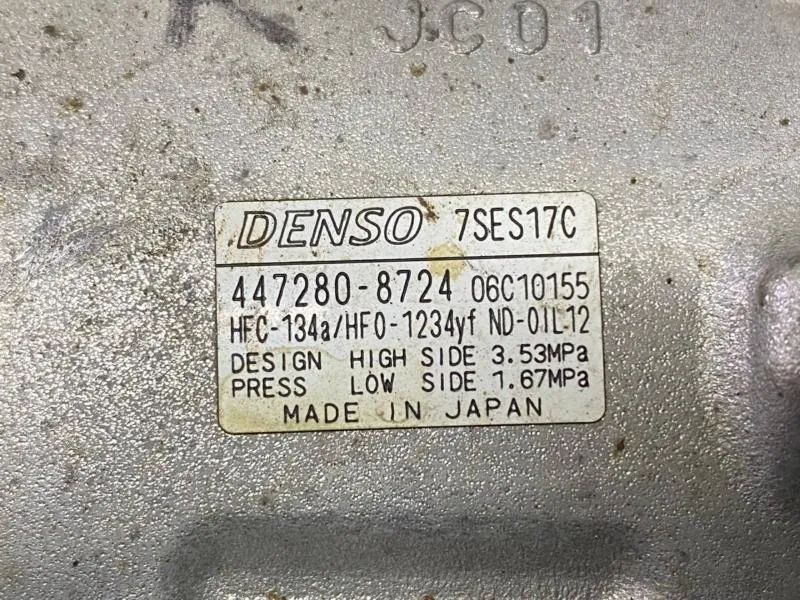 JC01
DENSO 7SES17C
447280-8724 06C10155
HFC-134a/HFO-1234yf ND-OIL12
DESIGN HIGH SIDE 3.53MPa
PRESS LOW SIDE 1.67MPa
MADE IN JAPAN